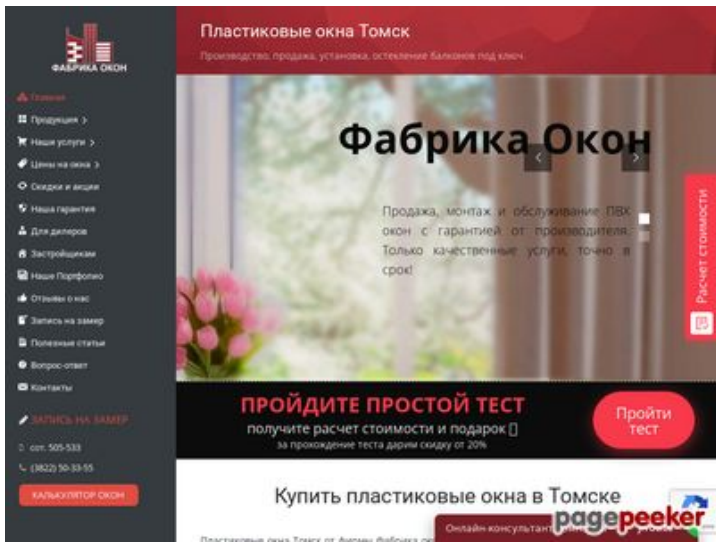 ФАБРИКА ОКОН
Главная
Продукция
Наши услуги
Цены на окна
Скидки и акции
Наша гарантия
Для дилеров
Застройщикам
Наше Портфолио
Отзывы о нас
Запись на замер
Полезные статьи
Вопрос-ответ
Контакты
ЗАПИСЬ НА ЗАМЕР
сот. 505-533
(3822) 50-33-55
КАЛЬКУЛЯТОР ОКОН
Пластиковые окна Томск
Производство, продажа, установка, остекление балконов под ключ.
Фабрика Окон
Продажа, монтаж и обслуживание ПВХ
окон с гарантией от производителя.
Только качественные услуги, точно в
срок!
Расчет стоимости
ПРОЙДИТЕ ПРОСТОЙ ТЕСТ
получите расчет стоимости и подарок
за прохождение теста дарим скидку от 20%
Пройти
тест
Купить пластиковые окна в Томске
Пластиковые окна Томск от фирмы фабрика
Онлайн-консультант
pagepeeker